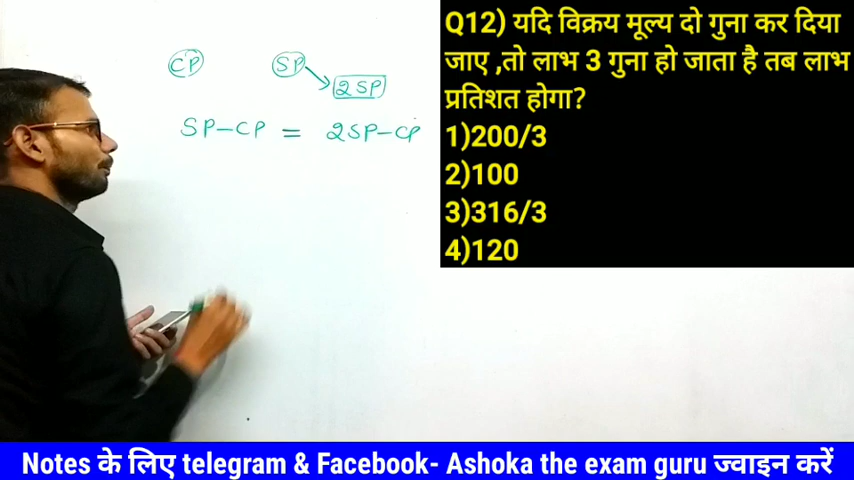 Q12) यदि विक्रय मूल्य दो गुना कर दिया
जाए ,तो लाभ 3 गुना हो जाता है तब लाभ
प्रतिशत होगा?
1)200/3
2)100
3)316/3
4)120
CP SP
2SP
SP-CP = 2SP-CP
Notes के लिए telegram & Facebook- Ashoka the exam guru ज्वाइन करें